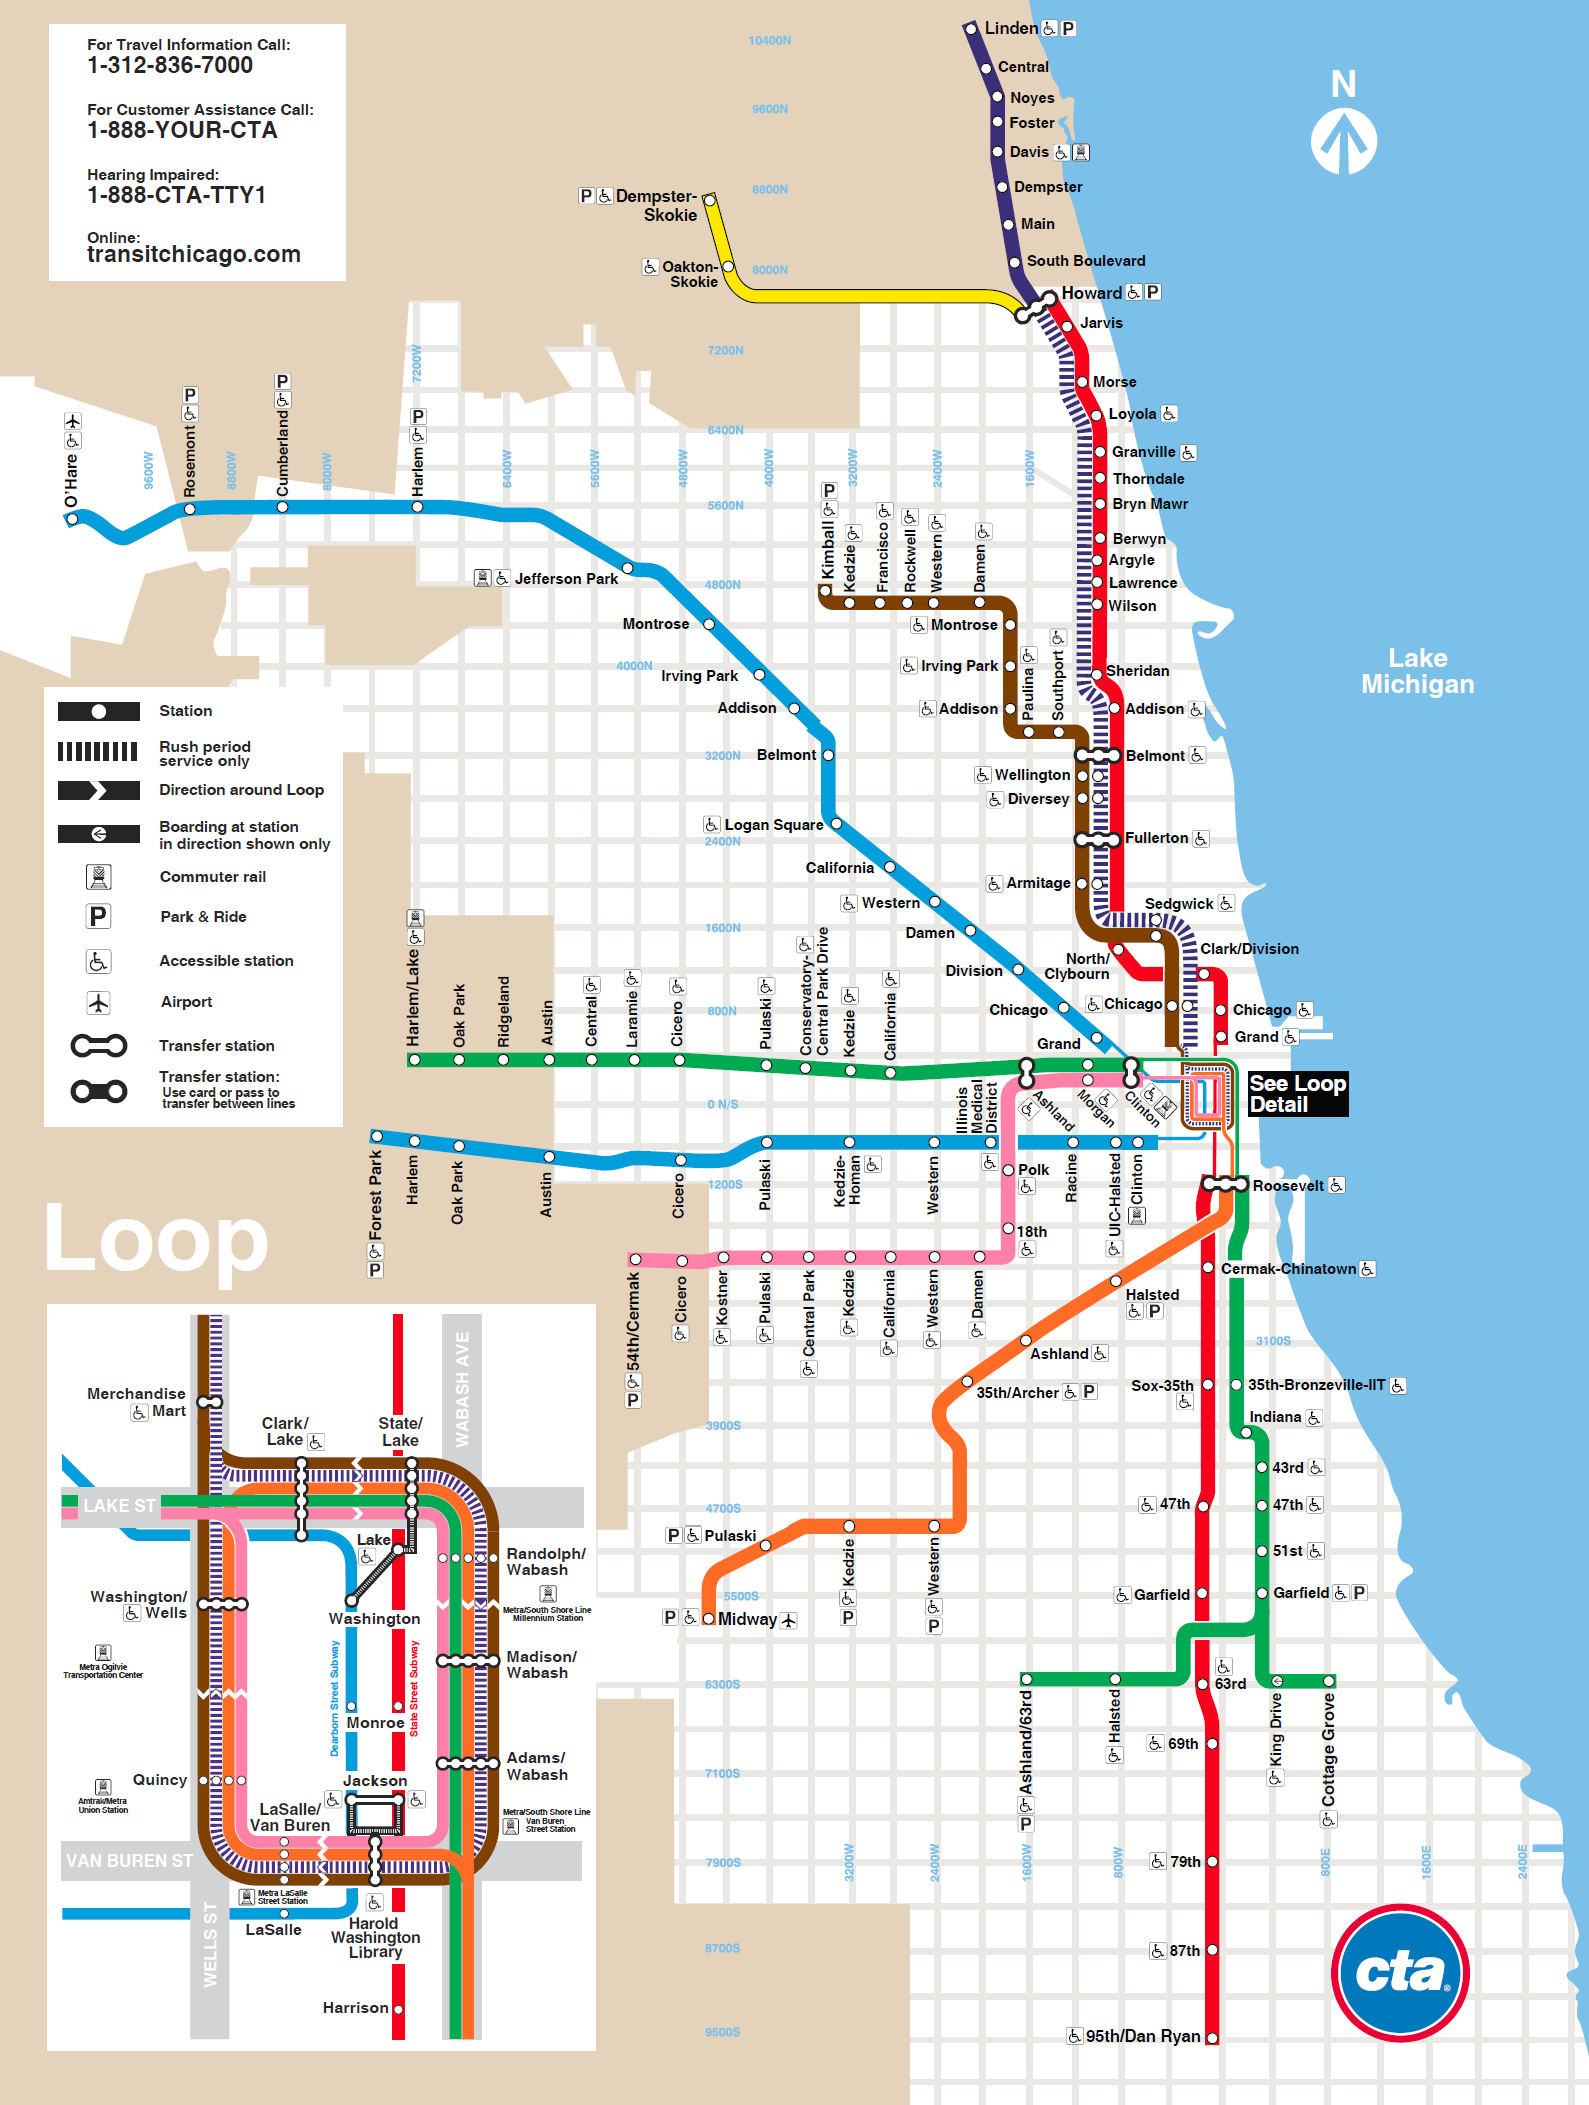 For Travel Information Call:
1-312-836-7000
For Customer Assistance Call:
1-888-YOUR-CTA
Hearing Impaired:
1-888-CTA-TTY1
Online:
transitchicago.com
N
Lake
Michigan
Linden P
Central
Noyes
Foster
Davis
Dempster
Main
South Boulevard
Howard P
P Dempster-
Skokie
Oakton-
Skokie
10400N
9600N
8800N
8000N
7200N
6400N
5600N
4800N
4000N
3200N
2400N
1600N
800N
0 N/S
1200S
3100S
3900S
4700S
5500S
6300S
7100S
7900S
8700S
9500S
9600W
8800W
8000W
7200W
6400W
5600W
4800W
4000W
3200W
2400W
1600W
Jarvis
Morse
Loyola
Granville
Thorndale
Bryn Mawr
Berwyn
Argyle
Lawrence
Wilson
Sheridan
Addison
Belmont
Fullerton
North/
Clybourn
Clark/Division
Chicago
Grand
See Loop
Detail
Roosevelt
Cermak-Chinatown
Sox-35th
47th
Garfield
63rd
69th
79th
87th
95th/Dan Ryan
O'Hare
Rosemont P
Cumberland P
Harlem P
Jefferson Park
Montrose
Irving Park
Addison
Belmont
Logan Square
California
Western
Damen
Division
Chicago
Grand
Kimball P
Kedzie
Francisco
Rockwell
Western
Damen
Montrose
Irving Park
Addison
Paulina
Southport
Wellington
Diversey
Armitage
Sedgwick
Chicago
Harlem/Lake
Oak Park
Ridgeland
Austin
Central
Laramie
Cicero
Pulaski
Conservatory-
Central Park Drive
Kedzie
California
Ashland
Morgan
Clinton
Forest Park
P
Harlem
Oak Park
Austin
Cicero
Pulaski
Kedzie-
Homan
Western
Illinois
Medical
District
Racine
UIC-Halsted
Clinton
Polk
18th
54th/Cermak
P
Cicero
Kostner
Pulaski
Central Park
Kedzie
California
Western
Damen
Halsted
P
Ashland
35th/Archer P
Western
P
Kedzie
P
P Pulaski
P Midway
35th-Bronzeville-IIT
Indiana
43rd
47th
51st
Garfield P
King Drive
Cottage Grove
Halsted
Ashland/63rd
P
3200W
2400W
1600W
800W
800E
1600E
2400E
cta
Station
Rush period
service only
Direction around Loop
Boarding at station
in direction shown only
Commuter rail
P Park & Ride
Accessible station
Airport
Transfer station
Transfer station:
Use card or pass to
transfer between lines
Loop
Merchandise
Mart
Clark/
Lake
State/
Lake
WABASH AVE
LAKE ST
Lake
Randolph/
Wabash
Metra/South Shore Line
Millennium Station
Washington/
Wells
Washington
Metra Ogilvie
Transportation Center
Madison/
Wabash
Dearborn Street Subway
State Street Subway
Monroe
Quincy
Amtrak/Metra
Union Station
Adams/
Wabash
Jackson
LaSalle/
Van Buren
Metra/South Shore Line
Van Buren
Street Station
VAN BUREN ST
Metra LaSalle
Street Station
LaSalle
WELLS ST
Harold
Washington
Library
Harrison